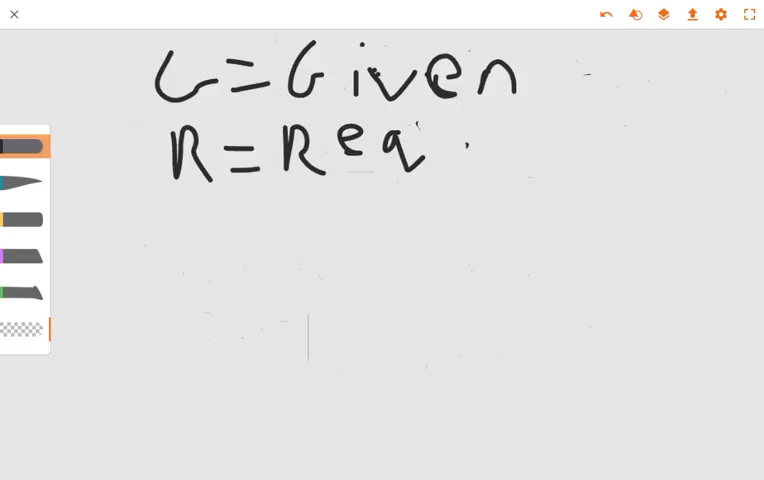 G = Given
R = Req